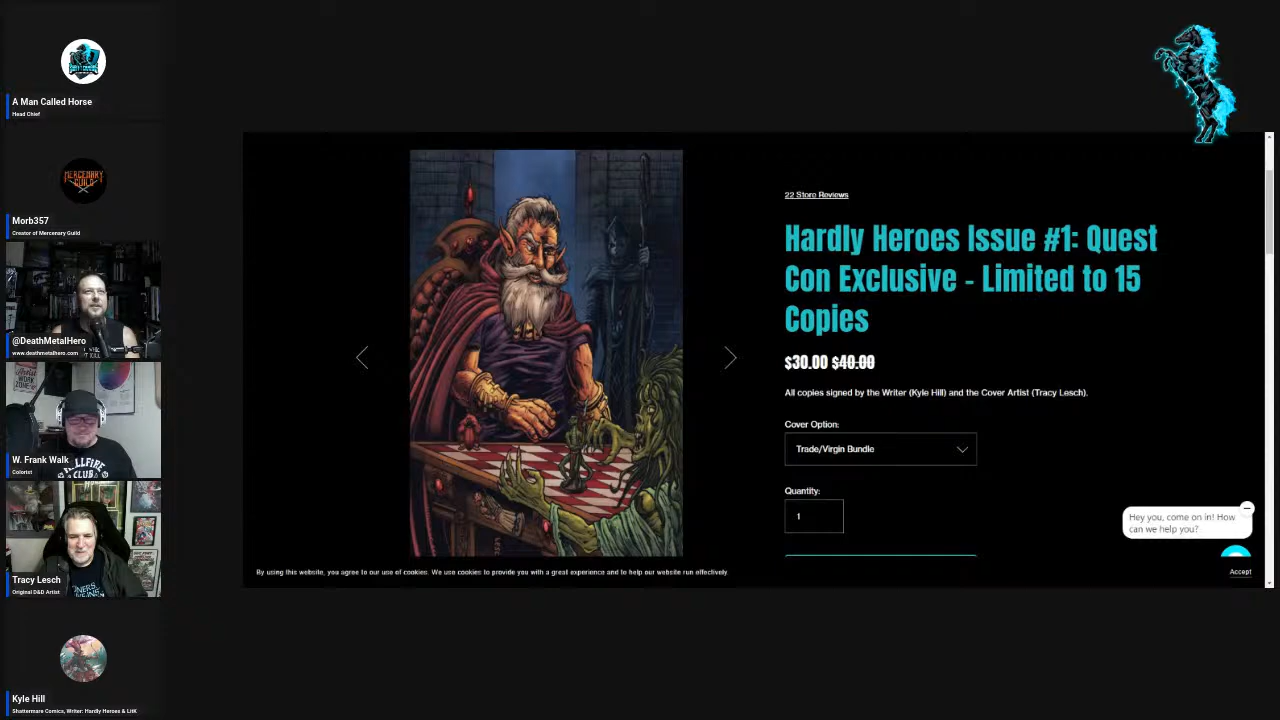 A Man Called Horse
Head Chief
MERCENARY
GUILD
Morb357
Creator of Mercenary Guild
@DeathMetalHero
www.deathmetalhero.com
W. Frank Walk
Colorist
HELLFIRE
CLUB
Tracy Lesch
Original D&D Artist
Kyle Hill
Shattermare Comics, Writer: Hardly Heroes & LitK
22 Store Reviews
Hardly Heroes Issue #1: Quest
Con Exclusive - Limited to 15
Copies
$30.00 $40.00
All copies signed by the Writer (Kyle Hill) and the Cover Artist (Tracy Lesch).
Cover Option:
Trade/Virgin Bundle
Quantity:
1
Hey you, come on in! How
can we help you?
By using this website, you agree to our use of cookies. We use cookies to provide you with a great experience and to help our website run effectively.
Accept